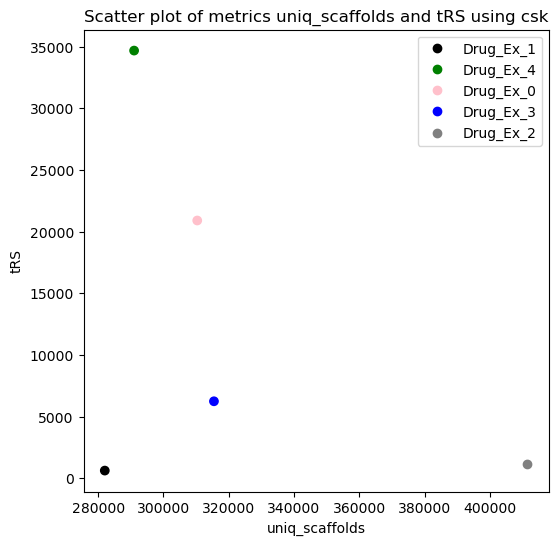 Scatter plot of metrics uniq_scaffolds and tRS using csk
Drug_Ex_1
Drug_Ex_4
Drug_Ex_0
Drug_Ex_3
Drug_Ex_2
35000
30000
25000
20000
15000
10000
5000
0
tRS
280000 300000 320000 340000 360000 380000 400000
uniq_scaffolds